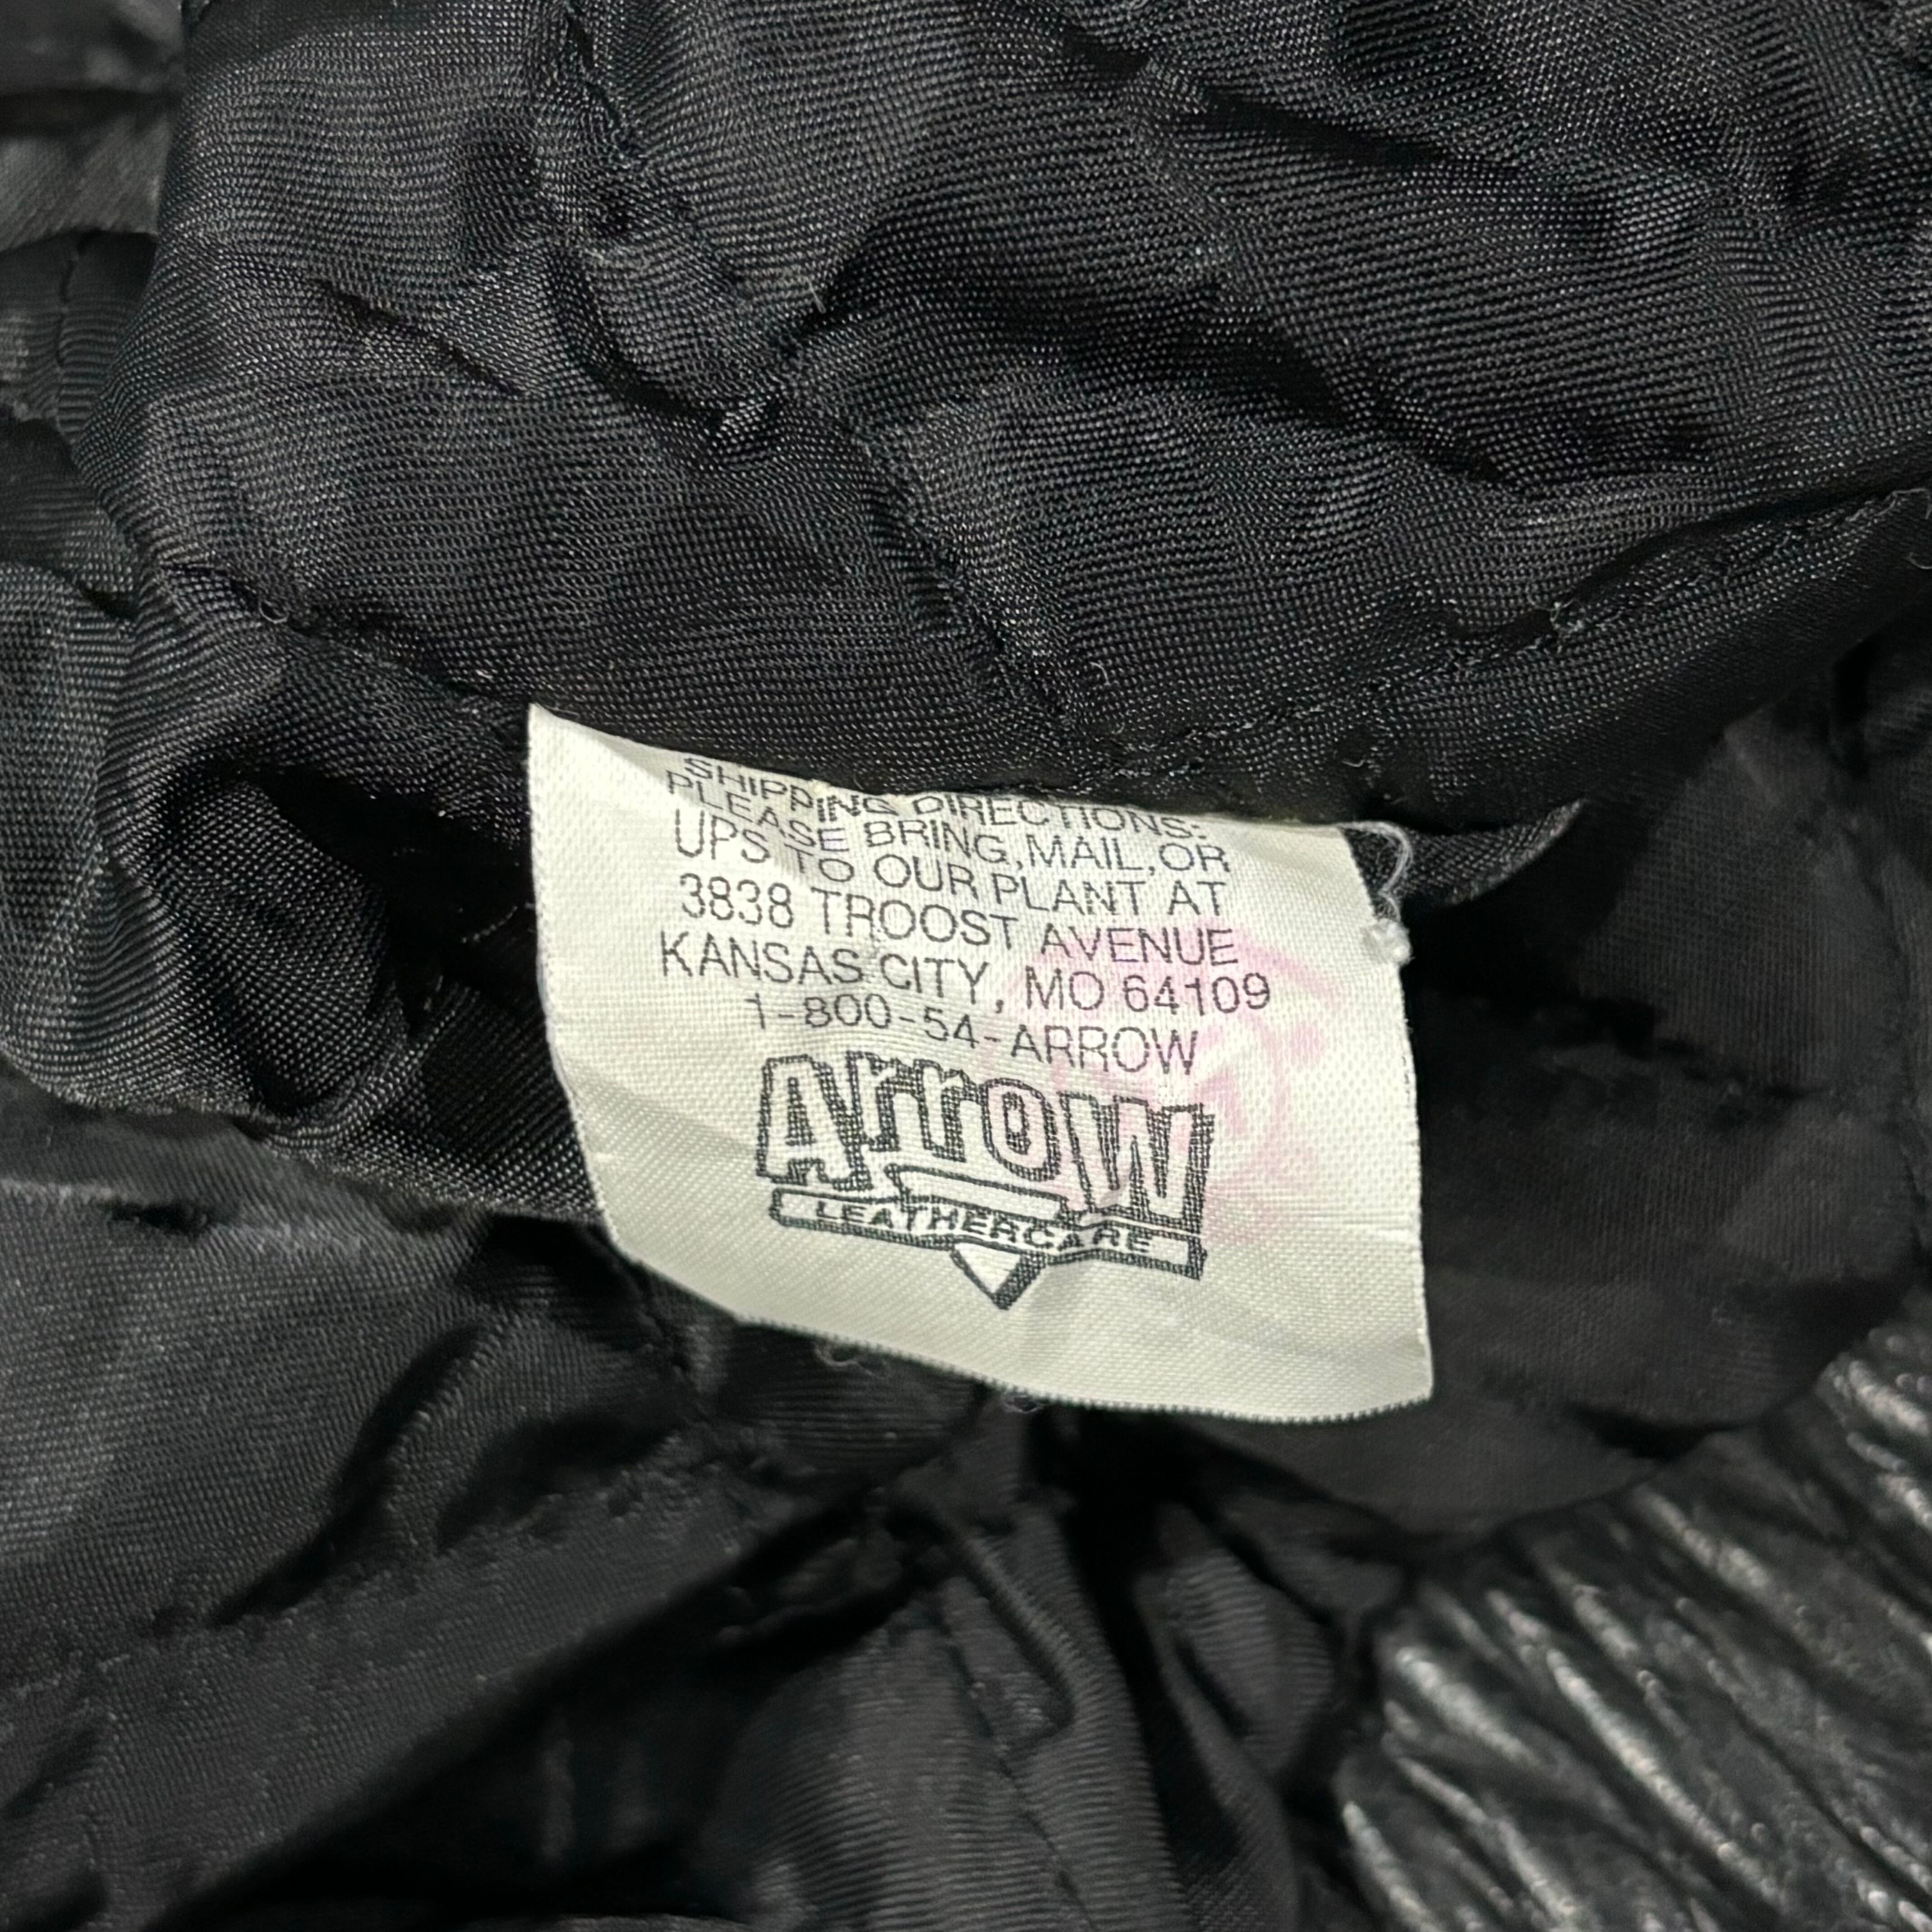 SHIPPING DIRECTIONS:
PLEASE BRING,MAIL,OR
UPS TO OUR PLANT AT
3838 TROOST AVENUE
KANSAS CITY, MO 64109
1-800-54-ARROW
Arrow
LEATHERCARE